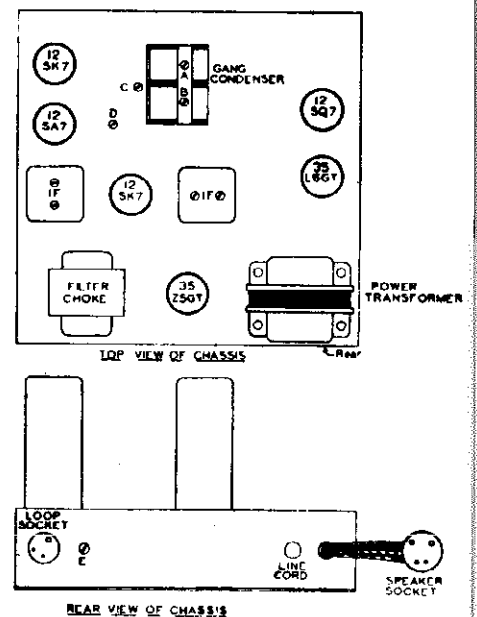 12
SK7
GANG
CONDENSER
A
C
B
12
SA7
D
12
SQ7
35
L6GT
IF
12
SK7
IF
FILTER
CHOKE
35
Z5GT
POWER
TRANSFORMER
Rear
TOP VIEW OF CHASSIS
LOOP
SOCKET
E
LINE
CORD
SPEAKER
SOCKET
REAR VIEW OF CHASSIS